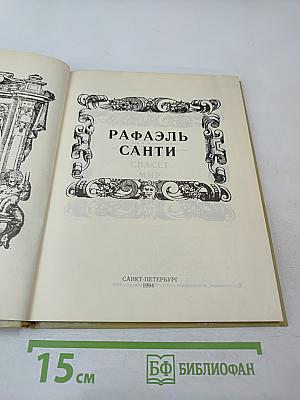 РАФАЭЛЬ
САНТИ
СПАСЕТ
МИР
САНКТ-ПЕТЕРБУРГ
1994
15 см
БФ БИБЛИОФАН